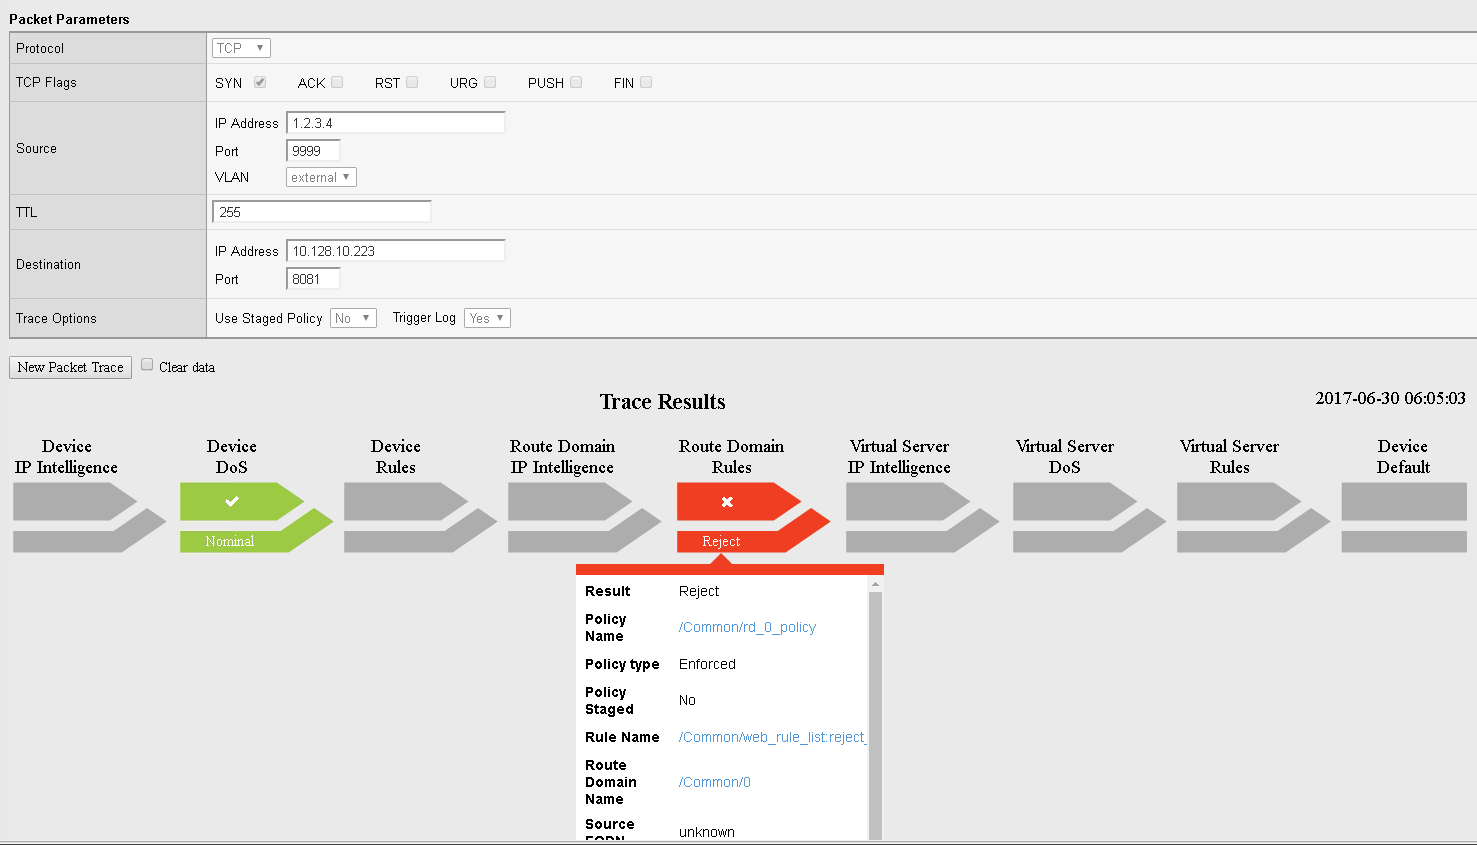 Packet Parameters
Protocol TCP
TCP Flags SYN ACK RST URG PUSH FIN
Source
IP Address 1.2.3.4
Port 9999
VLAN external
TTL 255
Destination
IP Address 10.128.10.223
Port 8081
Trace Options Use Staged Policy No Trigger Log Yes
New Packet Trace Clear data
Trace Results 2017-06-30 06:05:03
Device IP Intelligence
Device DoS
Device Rules
Route Domain IP Intelligence
Route Domain Rules
Virtual Server IP Intelligence
Virtual Server DoS
Virtual Server Rules
Device Default
Nominal
Reject
Result Reject
Policy Name /Common/rd_0_policy
Policy type Enforced
Policy Staged No
Rule Name /Common/web_rule_list:reject_
Route Domain Name /Common/0
Source FQDN unknown